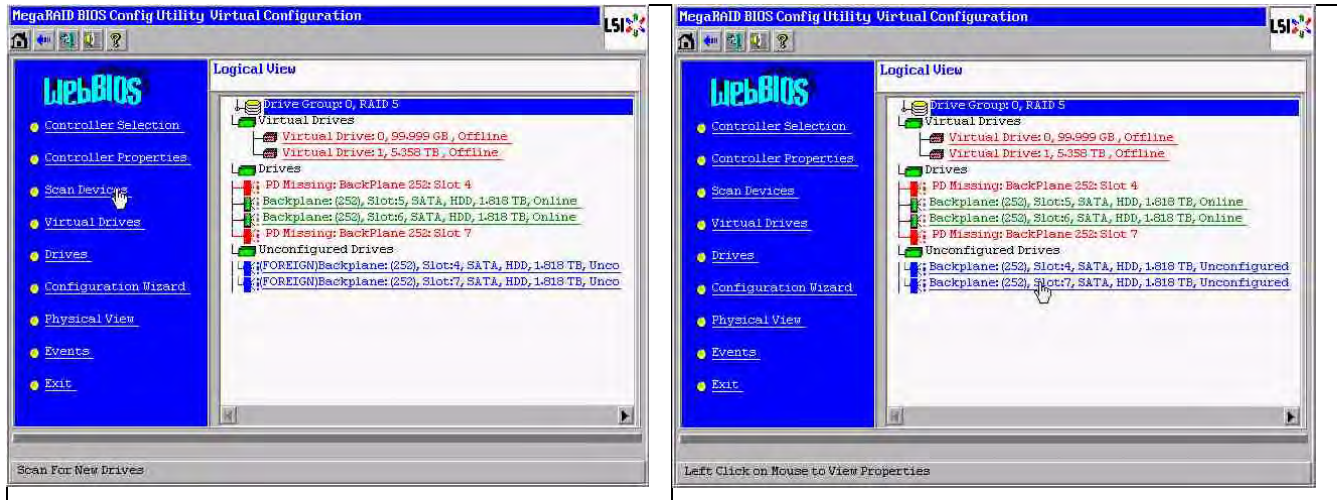 MegaRAID BIOS Config Utility Virtual Configuration
LSI
WebBIOS
Controller Selection
Controller Properties
Scan Devices
Virtual Drives
Drives
Configuration Wizard
Physical View
Events
Exit
Logical View
Drive Group: 0, RAID 5
Virtual Drives
Virtual Drive: 0, 99.999 GB , Offline
Virtual Drive: 1, 5.358 TB , Offline
Drives
PD Missing: BackPlane 252: Slot 4
Backplane: (252), Slot:5, SATA, HDD, 1.818 TB, Online
Backplane: (252), Slot:6, SATA, HDD, 1.818 TB, Online
PD Missing: BackPlane 252: Slot 7
Unconfigured Drives
(FOREIGN)Backplane: (252), Slot:4, SATA, HDD, 1.818 TB, Unco
(FOREIGN)Backplane: (252), Slot:7, SATA, HDD, 1.818 TB, Unco
Scan For New Drives
MegaRAID BIOS Config Utility Virtual Configuration
LSI
WebBIOS
Controller Selection
Controller Properties
Scan Devices
Virtual Drives
Drives
Configuration Wizard
Physical View
Events
Exit
Logical View
Drive Group: 0, RAID 5
Virtual Drives
Virtual Drive: 0, 99.999 GB , Offline
Virtual Drive: 1, 5.358 TB , Offline
Drives
PD Missing: BackPlane 252: Slot 4
Backplane: (252), Slot:5, SATA, HDD, 1.818 TB, Online
Backplane: (252), Slot:6, SATA, HDD, 1.818 TB, Online
PD Missing: BackPlane 252: Slot 7
Unconfigured Drives
Backplane: (252), Slot:4, SATA, HDD, 1.818 TB, Unconfigured
Backplane: (252), Slot:7, SATA, HDD, 1.818 TB, Unconfigured
Left Click on Mouse to View Properties